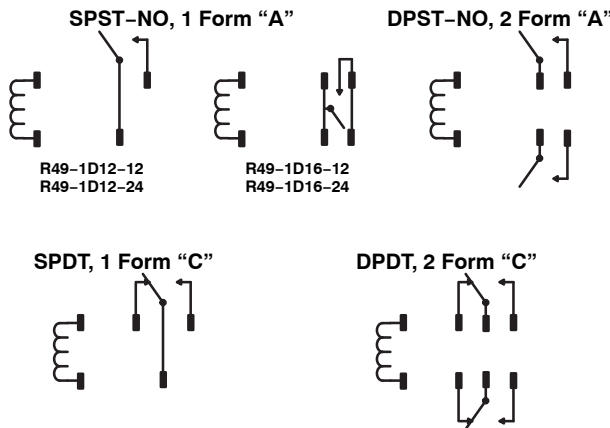 SPST–NO, 1 Form “A”
DPST–NO, 2 Form “A”
R49–1D12–12
R49–1D12–24
R49–1D16–12
R49–1D16–24
SPDT, 1 Form “C”
DPDT, 2 Form “C”